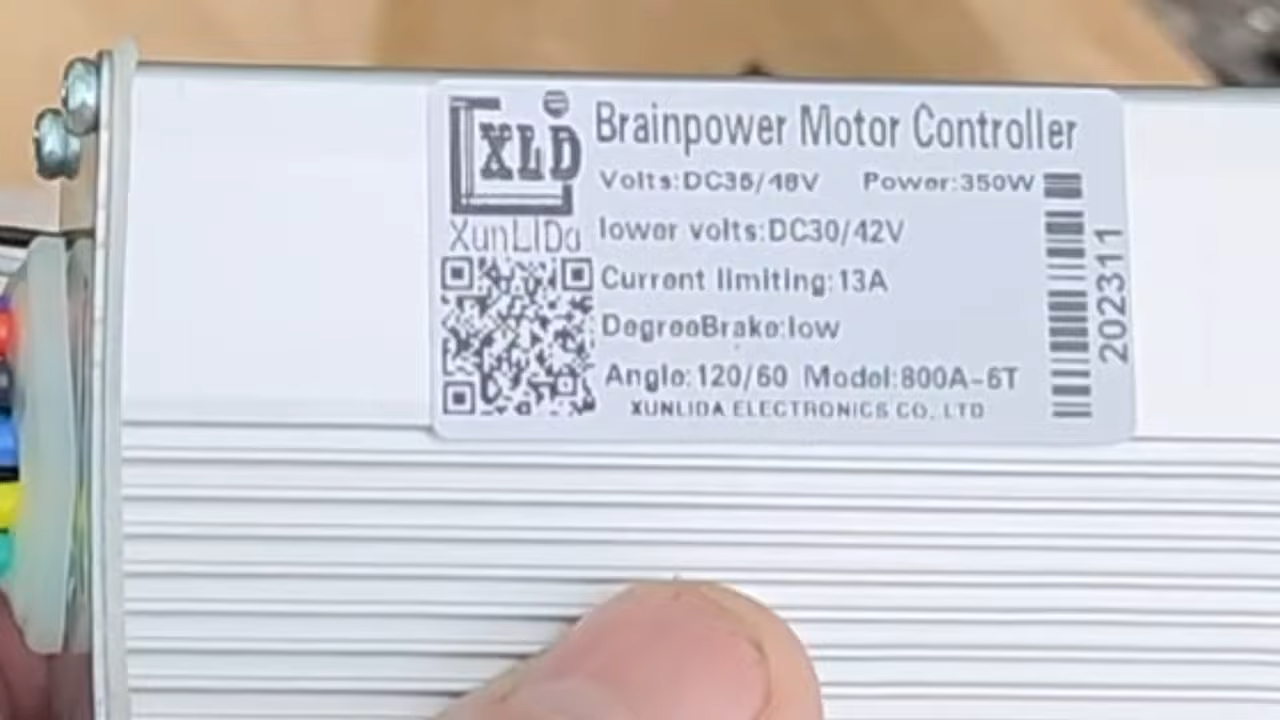 XLD
XunLIDa
Brainpower Motor Controller
Volts:DC36/48V Power:350W
lower volts:DC30/42V
Current limiting:13A
DegreeBrake:low
Angle:120/60 Model:800A-6T
XUNLIDA ELECTRONICS CO,.LTD
202311